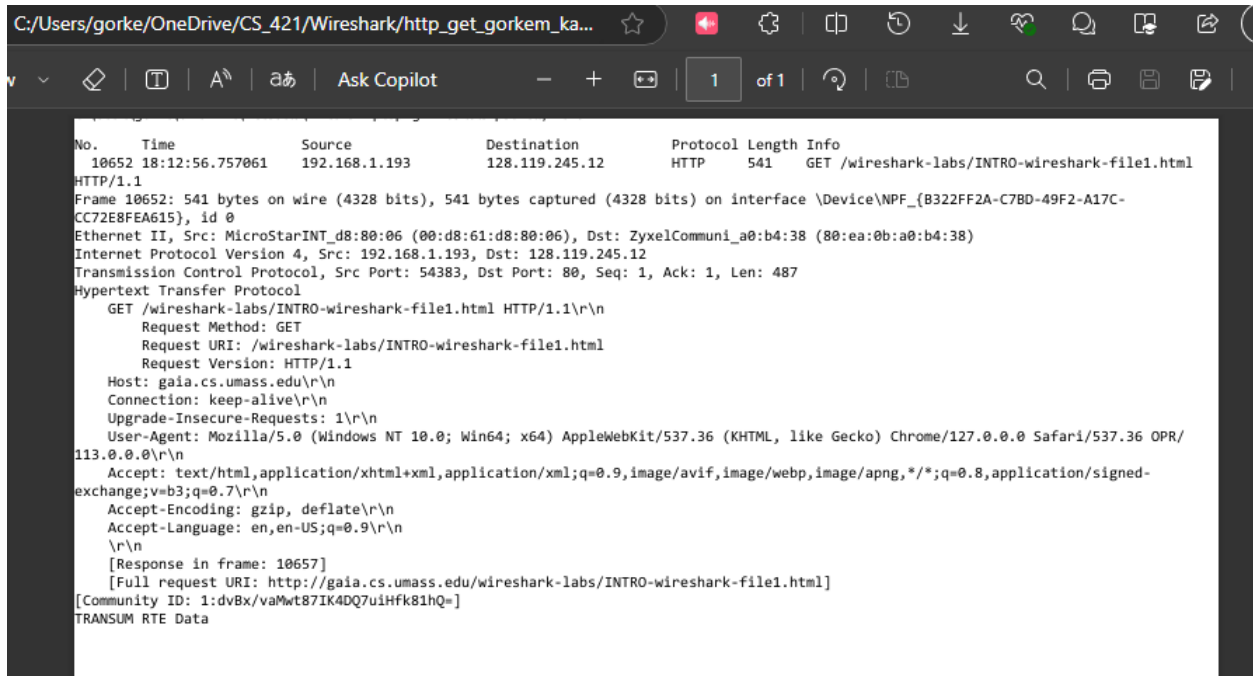 C:/Users/gorke/OneDrive/CS_421/Wireshark/http_get_gorkem_ka...
Ask Copilot
1 of 1
No. Time Source Destination Protocol Length Info
10652 18:12:56.757061 192.168.1.193 128.119.245.12 HTTP 541 GET /wireshark-labs/INTRO-wireshark-file1.html
HTTP/1.1
Frame 10652: 541 bytes on wire (4328 bits), 541 bytes captured (4328 bits) on interface \Device\NPF_{B322FF2A-C7BD-49F2-A17C-
CC72E8FEA615}, id 0
Ethernet II, Src: MicroStarINT_d8:80:06 (00:d8:61:d8:80:06), Dst: ZyxelCommuni_a0:b4:38 (80:ea:0b:a0:b4:38)
Internet Protocol Version 4, Src: 192.168.1.193, Dst: 128.119.245.12
Transmission Control Protocol, Src Port: 54383, Dst Port: 80, Seq: 1, Ack: 1, Len: 487
Hypertext Transfer Protocol
GET /wireshark-labs/INTRO-wireshark-file1.html HTTP/1.1\r\n
Request Method: GET
Request URI: /wireshark-labs/INTRO-wireshark-file1.html
Request Version: HTTP/1.1
Host: gaia.cs.umass.edu\r\n
Connection: keep-alive\r\n
Upgrade-Insecure-Requests: 1\r\n
User-Agent: Mozilla/5.0 (Windows NT 10.0; Win64; x64) AppleWebKit/537.36 (KHTML, like Gecko) Chrome/127.0.0.0 Safari/537.36 OPR/
113.0.0.0\r\n
Accept: text/html,application/xhtml+xml,application/xml;q=0.9,image/avif,image/webp,image/apng,*/*;q=0.8,application/signed-
exchange;v=b3;q=0.7\r\n
Accept-Encoding: gzip, deflate\r\n
Accept-Language: en,en-US;q=0.9\r\n
\r\n
[Response in frame: 10657]
[Full request URI: http://gaia.cs.umass.edu/wireshark-labs/INTRO-wireshark-file1.html]
[Community ID: 1:dvBx/vaMwt87IK4DQ7uiHfk81hQ=]
TRANSUM RTE Data